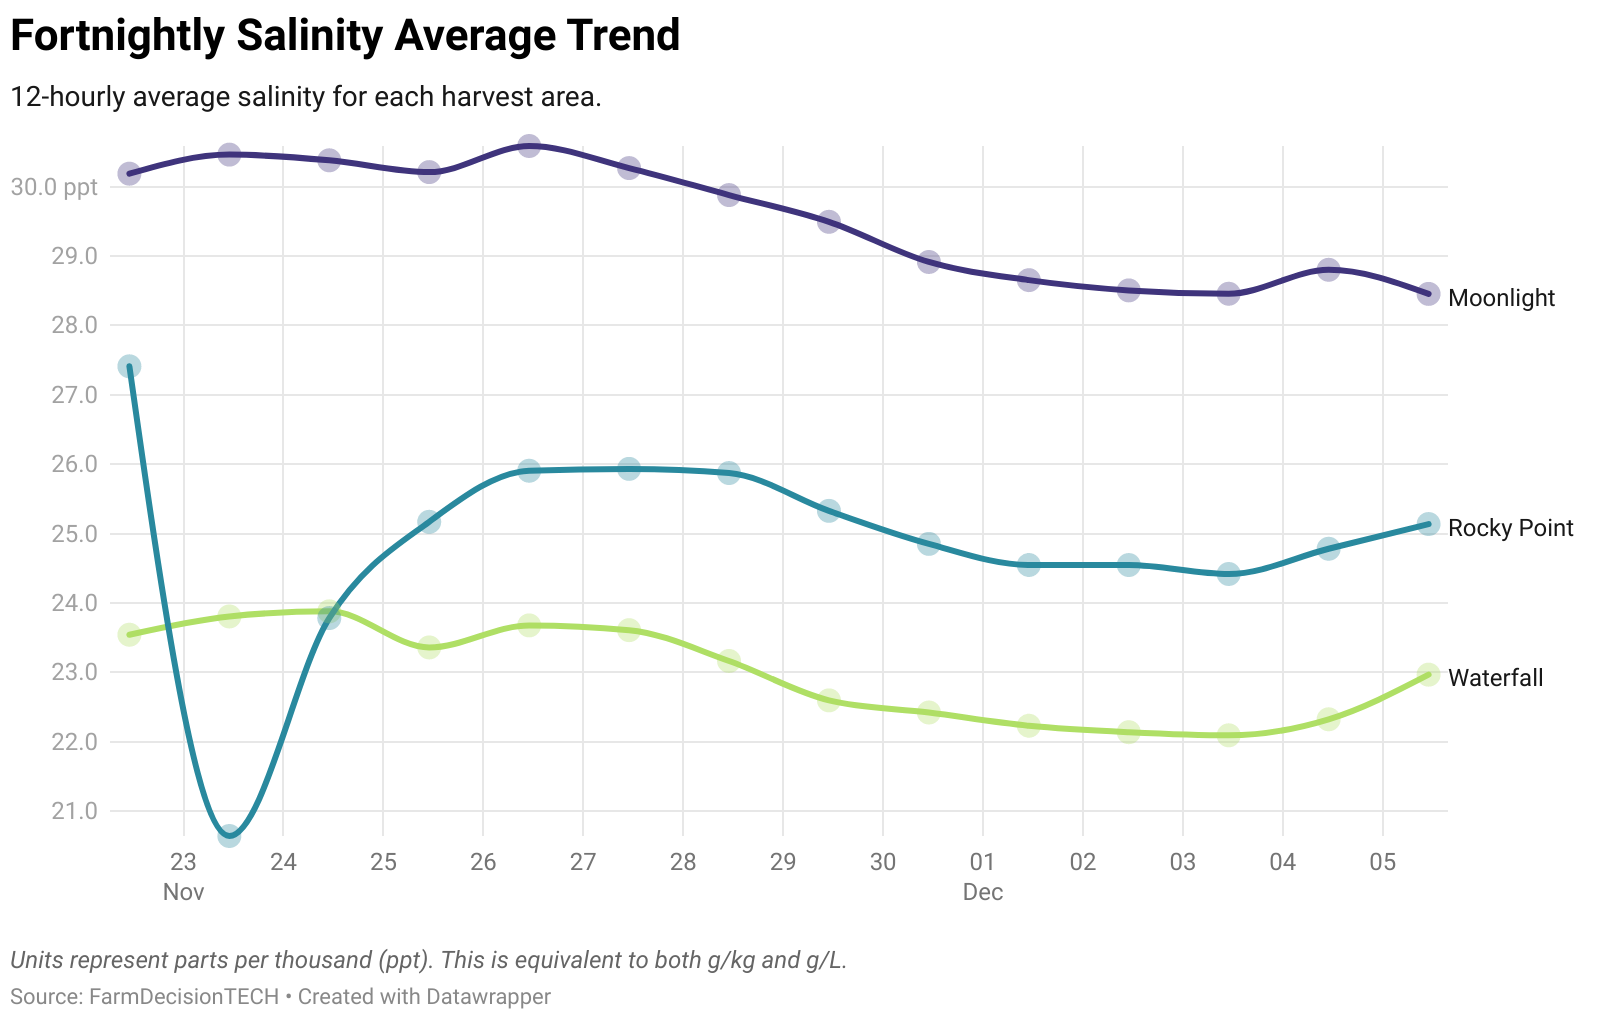 Fortnightly Salinity Average Trend
12-hourly average salinity for each harvest area.
30.0 ppt
29.0
28.0
27.0
26.0
25.0
24.0
23.0
22.0
21.0
Moonlight
Rocky Point
Waterfall
23 24 25 26 27 28 29 30 01 02 03 04 05
Nov Dec
Units represent parts per thousand (ppt). This is equivalent to both g/kg and g/L.
Source: FarmDecisionTECH • Created with Datawrapper